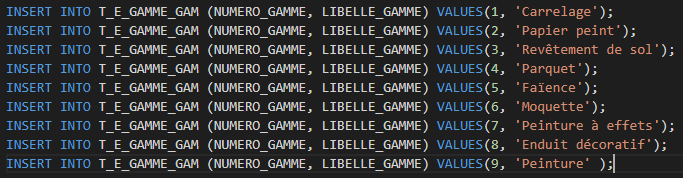 INSERT INTO T_E_GAMME_GAM (NUMERO_GAMME, LIBELLE_GAMME) VALUES(1, 'Carrelage');
INSERT INTO T_E_GAMME_GAM (NUMERO_GAMME, LIBELLE_GAMME) VALUES(2, 'Papier peint');
INSERT INTO T_E_GAMME_GAM (NUMERO_GAMME, LIBELLE_GAMME) VALUES(3, 'Revêtement de sol');
INSERT INTO T_E_GAMME_GAM (NUMERO_GAMME, LIBELLE_GAMME) VALUES(4, 'Parquet');
INSERT INTO T_E_GAMME_GAM (NUMERO_GAMME, LIBELLE_GAMME) VALUES(5, 'Faïence');
INSERT INTO T_E_GAMME_GAM (NUMERO_GAMME, LIBELLE_GAMME) VALUES(6, 'Moquette');
INSERT INTO T_E_GAMME_GAM (NUMERO_GAMME, LIBELLE_GAMME) VALUES(7, 'Peinture à effets');
INSERT INTO T_E_GAMME_GAM (NUMERO_GAMME, LIBELLE_GAMME) VALUES(8, 'Enduit décoratif');
INSERT INTO T_E_GAMME_GAM (NUMERO_GAMME, LIBELLE_GAMME) VALUES(9, 'Peinture' );